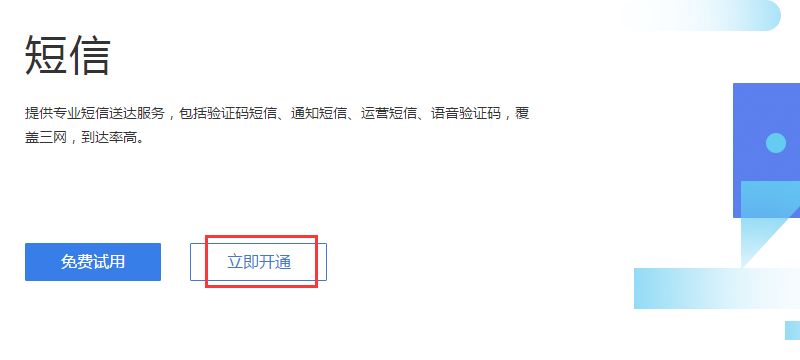 短信
提供专业短信送达服务，包括验证码短信、通知短信、运营短信、语音验证码，覆
盖三网，到达率高。
免费试用
立即开通